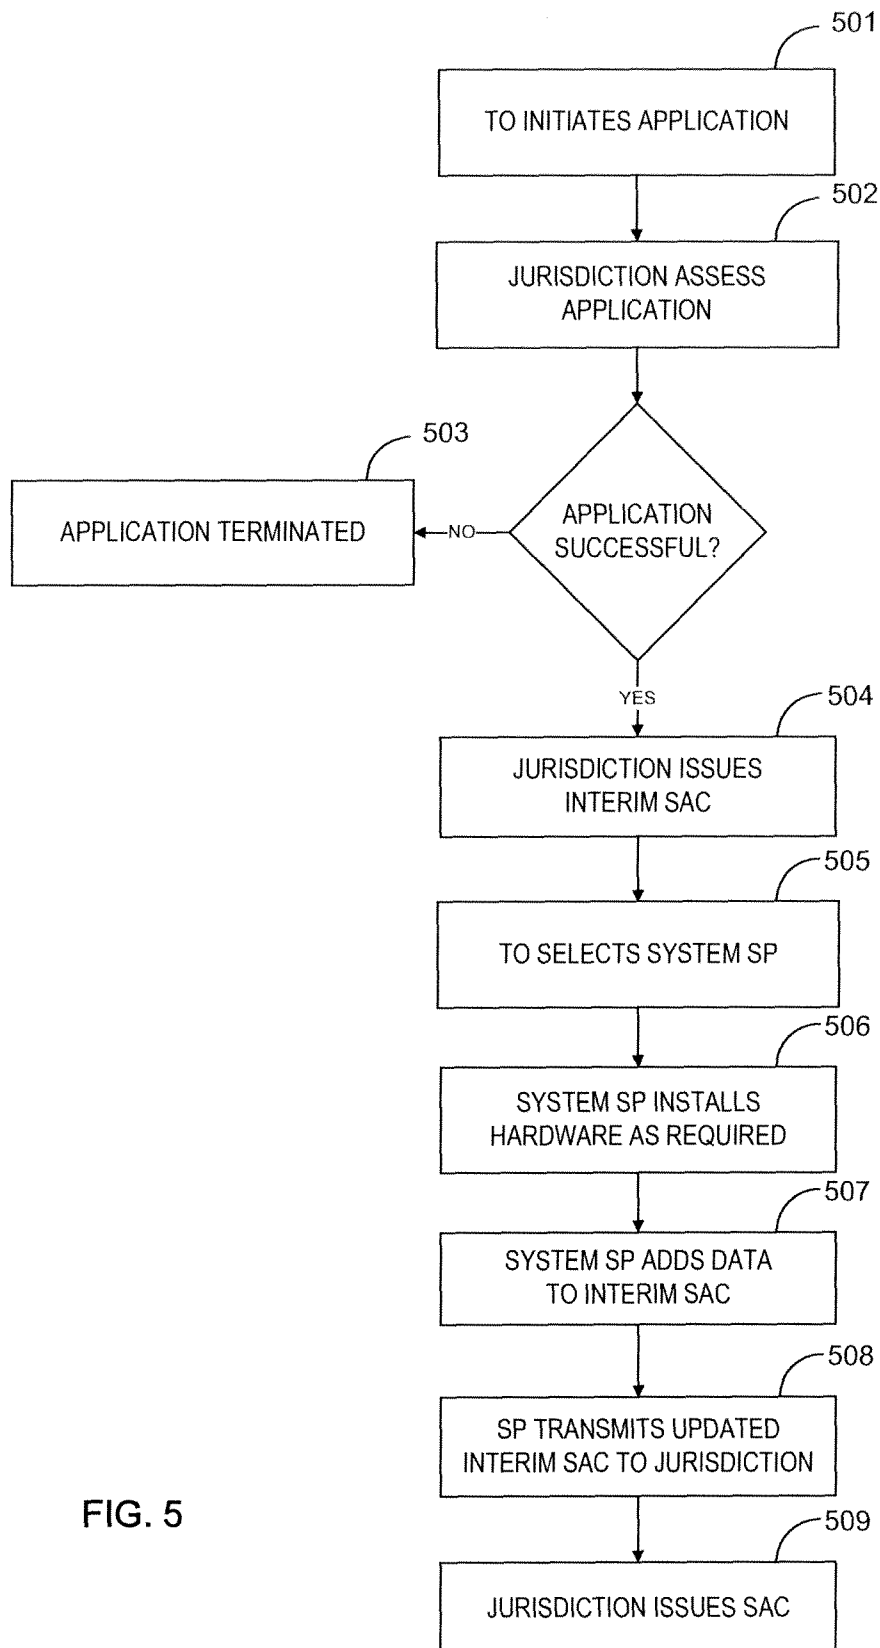 501
TO INITIATES APPLICATION
502
JURISDICTION ASSESS
APPLICATION
503
APPLICATION TERMINATED
NO
APPLICATION
SUCCESSFUL?
YES
504
JURISDICTION ISSUES
INTERIM SAC
505
TO SELECTS SYSTEM SP
506
SYSTEM SP INSTALLS
HARDWARE AS REQUIRED
507
SYSTEM SP ADDS DATA
TO INTERIM SAC
508
SP TRANSMITS UPDATED
INTERIM SAC TO JURISDICTION
FIG. 5
509
JURISDICTION ISSUES SAC